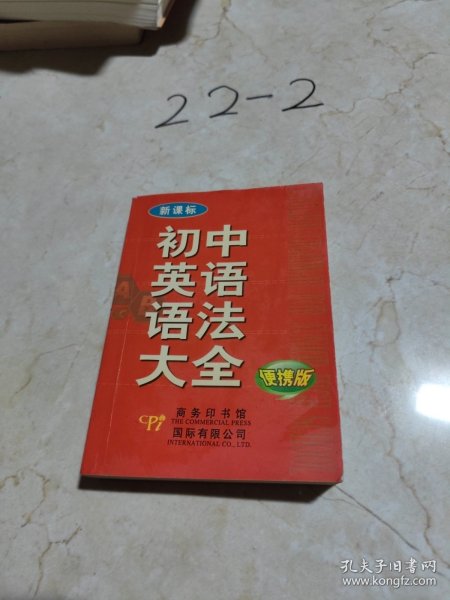 22-2
新课标
初中
英语
语法
大全
便携版
CPi
商务印书馆
THE COMMERCIAL PRESS
国际有限公司
INTERNATIONAL CO., LTD.
孔夫子旧书网
www.kongfz.com